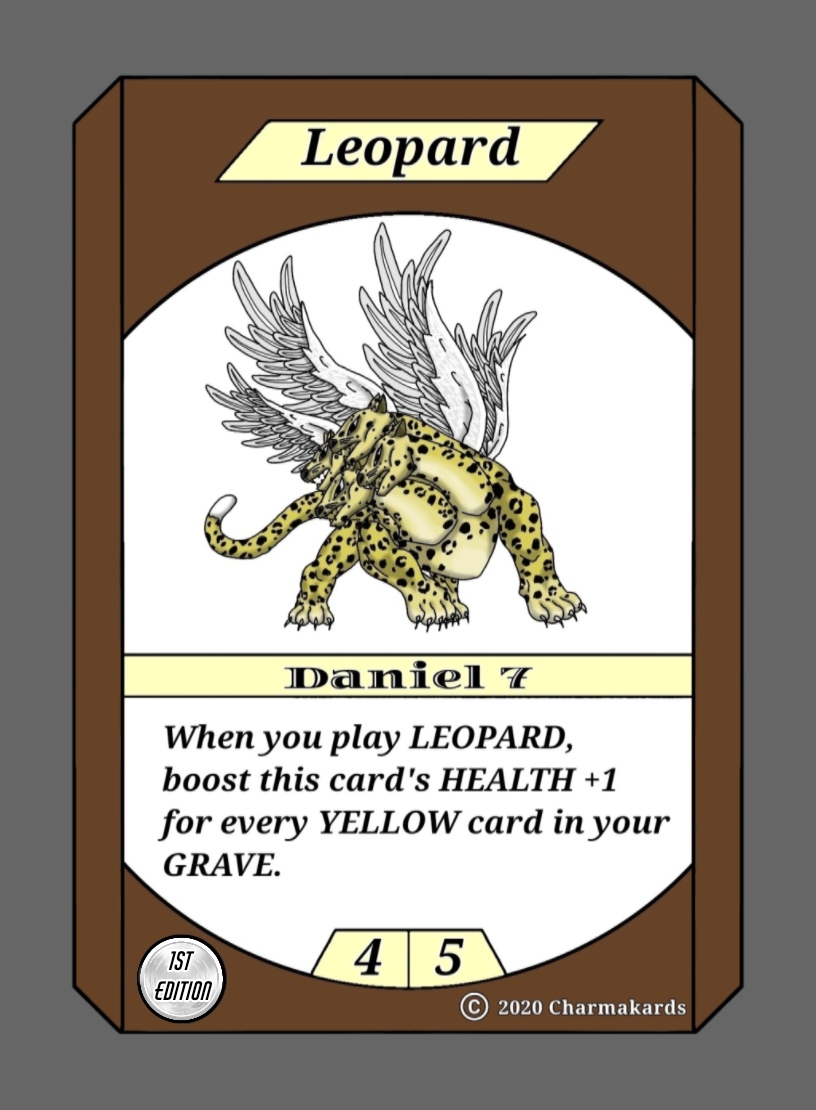 Leopard
Daniel 7
When you play LEOPARD,
boost this card's HEALTH +1
for every YELLOW card in your
GRAVE.
4 5
1ST
EDITION
© 2020 Charmakards